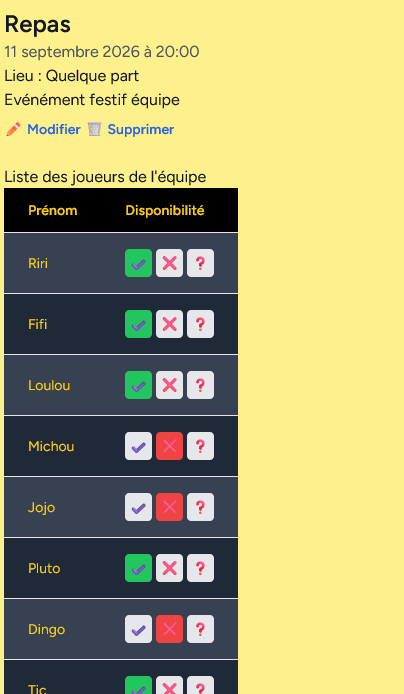 Repas
11 septembre 2026 à 20:00
Lieu : Quelque part
Evénément festif équipe
Modifier Supprimer
Liste des joueurs de l'équipe
Prénom Disponibilité
Riri
Fifi
Loulou
Michou
Jojo
Pluto
Dingo
Tic